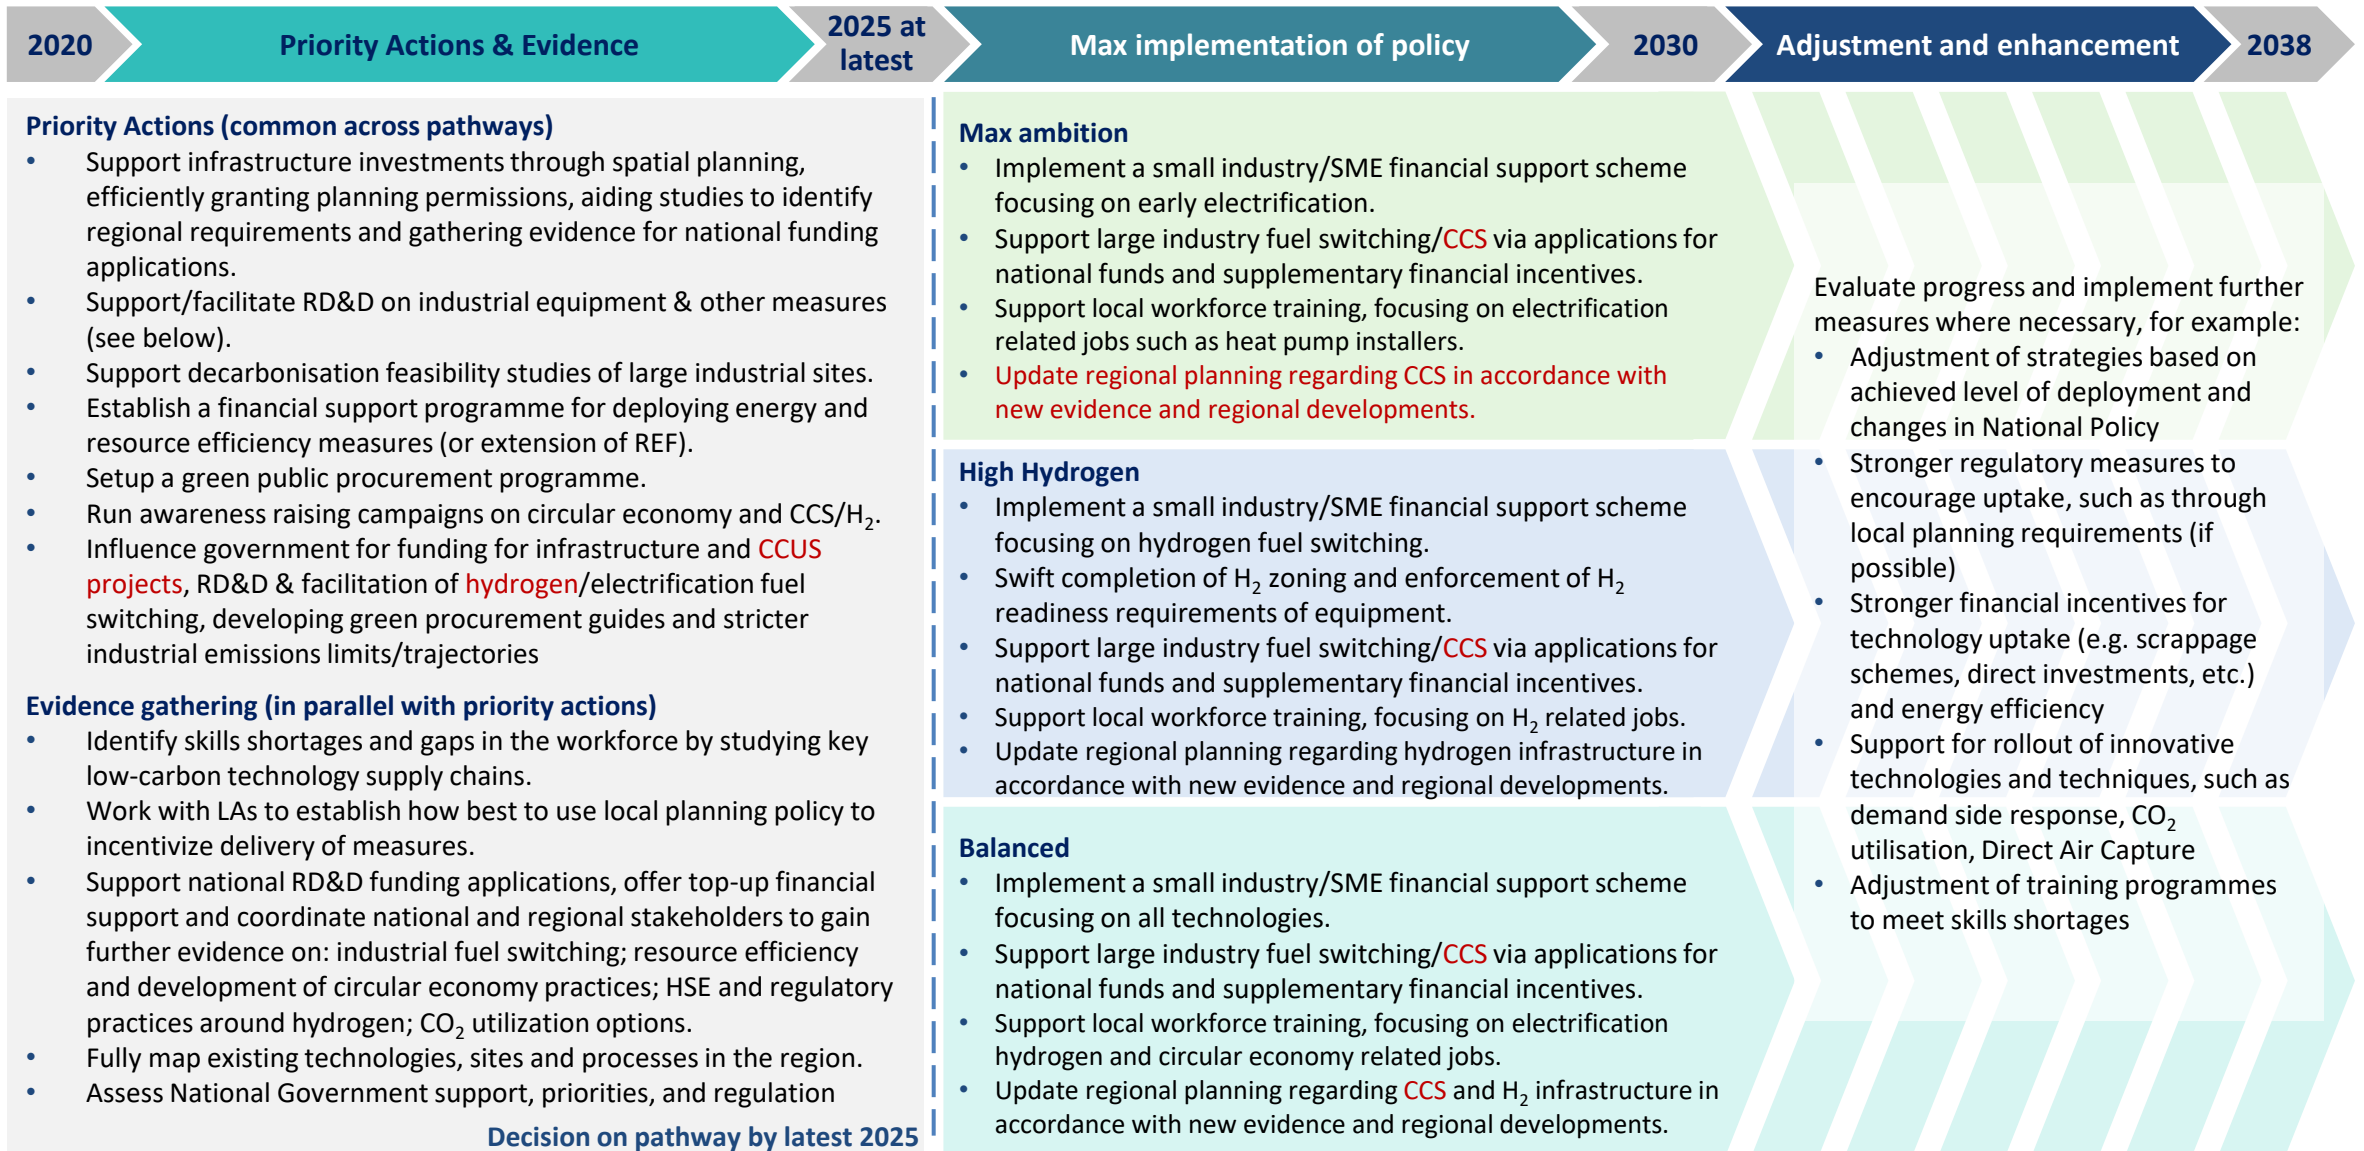 2020
Priority Actions & Evidence
2025 at
latest
Max implementation of policy
2030
Adjustment and enhancement
2038
Priority Actions (common across pathways)
• Support infrastructure investments through spatial planning,
efficiently granting planning permissions, aiding studies to identify
regional requirements and gathering evidence for national funding
applications.
• Support/facilitate RD&D on industrial equipment & other measures
(see below).
• Support decarbonisation feasibility studies of large industrial sites.
• Establish a financial support programme for deploying energy and
resource efficiency measures (or extension of REF).
• Setup a green public procurement programme.
• Run awareness raising campaigns on circular economy and CCS/H₂.
• Influence government for funding for infrastructure and CCUS
projects, RD&D & facilitation of hydrogen/electrification fuel
switching, developing green procurement guides and stricter
industrial emissions limits/trajectories
Evidence gathering (in parallel with priority actions)
• Identify skills shortages and gaps in the workforce by studying key
low-carbon technology supply chains.
• Work with LAs to establish how best to use local planning policy to
incentivize delivery of measures.
• Support national RD&D funding applications, offer top-up financial
support and coordinate national and regional stakeholders to gain
further evidence on: industrial fuel switching; resource efficiency
and development of circular economy practices; HSE and regulatory
practices around hydrogen; CO₂ utilization options.
• Fully map existing technologies, sites and processes in the region.
• Assess National Government support, priorities, and regulation
Decision on pathway by latest 2025
Max ambition
• Implement a small industry/SME financial support scheme
focusing on early electrification.
• Support large industry fuel switching/CCS via applications for
national funds and supplementary financial incentives.
• Support local workforce training, focusing on electrification
related jobs such as heat pump installers.
• Update regional planning regarding CCS in accordance with
new evidence and regional developments.
High Hydrogen
• Implement a small industry/SME financial support scheme
focusing on hydrogen fuel switching.
• Swift completion of H₂ zoning and enforcement of H₂
readiness requirements of equipment.
• Support large industry fuel switching/CCS via applications for
national funds and supplementary financial incentives.
• Support local workforce training, focusing on H₂ related jobs.
• Update regional planning regarding hydrogen infrastructure in
accordance with new evidence and regional developments.
Balanced
• Implement a small industry/SME financial support scheme
focusing on all technologies.
• Support large industry fuel switching/CCS via applications for
national funds and supplementary financial incentives.
• Support local workforce training, focusing on electrification
hydrogen and circular economy related jobs.
• Update regional planning regarding CCS and H₂ infrastructure in
accordance with new evidence and regional developments.
Evaluate progress and implement further
measures where necessary, for example:
• Adjustment of strategies based on
achieved level of deployment and
changes in National Policy
• Stronger regulatory measures to
encourage uptake, such as through
local planning requirements (if
possible)
• Stronger financial incentives for
technology uptake (e.g. scrappage
schemes, direct investments, etc.)
and energy efficiency
• Support for rollout of innovative
technologies and techniques, such as
demand side response, CO₂
utilisation, Direct Air Capture
• Adjustment of training programmes
to meet skills shortages